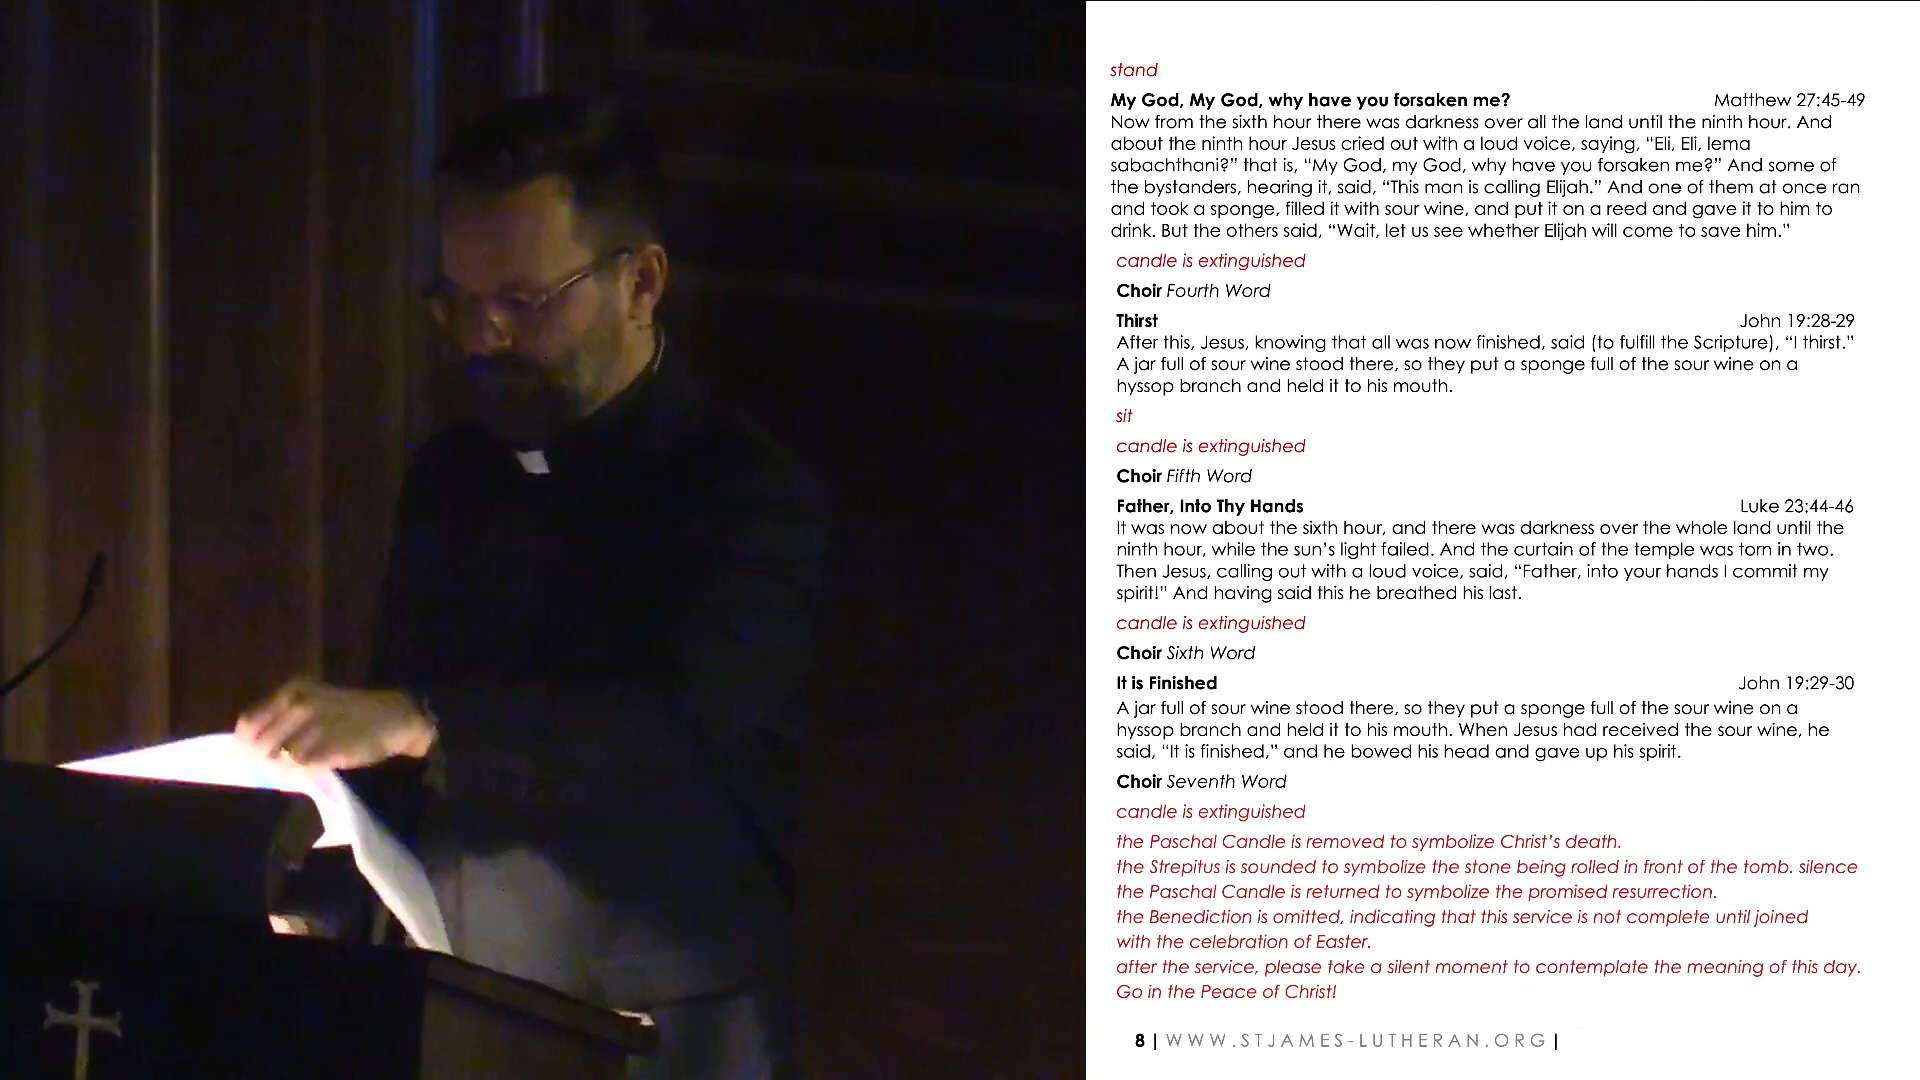 stand
My God, My God, why have you forsaken me? Matthew 27:45-49
Now from the sixth hour there was darkness over all the land until the ninth hour. And
about the ninth hour Jesus cried out with a loud voice, saying, “Eli, Eli, lema
sabachthani?” that is, “My God, my God, why have you forsaken me?” And some of
the bystanders, hearing it, said, “This man is calling Elijah.” And one of them at once ran
and took a sponge, filled it with sour wine, and put it on a reed and gave it to him to
drink. But the others said, “Wait, let us see whether Elijah will come to save him.”
candle is extinguished
Choir Fourth Word
Thirst John 19:28-29
After this, Jesus, knowing that all was now finished, said (to fulfill the Scripture), “I thirst.”
A jar full of sour wine stood there, so they put a sponge full of the sour wine on a
hyssop branch and held it to his mouth.
sit
candle is extinguished
Choir Fifth Word
Father, Into Thy Hands Luke 23:44-46
It was now about the sixth hour, and there was darkness over the whole land until the
ninth hour, while the sun’s light failed. And the curtain of the temple was torn in two.
Then Jesus, calling out with a loud voice, said, “Father, into your hands I commit my
spirit!” And having said this he breathed his last.
candle is extinguished
Choir Sixth Word
It is Finished John 19:29-30
A jar full of sour wine stood there, so they put a sponge full of the sour wine on a
hyssop branch and held it to his mouth. When Jesus had received the sour wine, he
said, “It is finished,” and he bowed his head and gave up his spirit.
Choir Seventh Word
candle is extinguished
the Paschal Candle is removed to symbolize Christ’s death.
the Strepitus is sounded to symbolize the stone being rolled in front of the tomb. silence
the Paschal Candle is returned to symbolize the promised resurrection.
the Benediction is omitted, indicating that this service is not complete until joined
with the celebration of Easter.
after the service, please take a silent moment to contemplate the meaning of this day.
Go in the Peace of Christ!
8 | WWW.STJAMES-LUTHERAN.ORG |